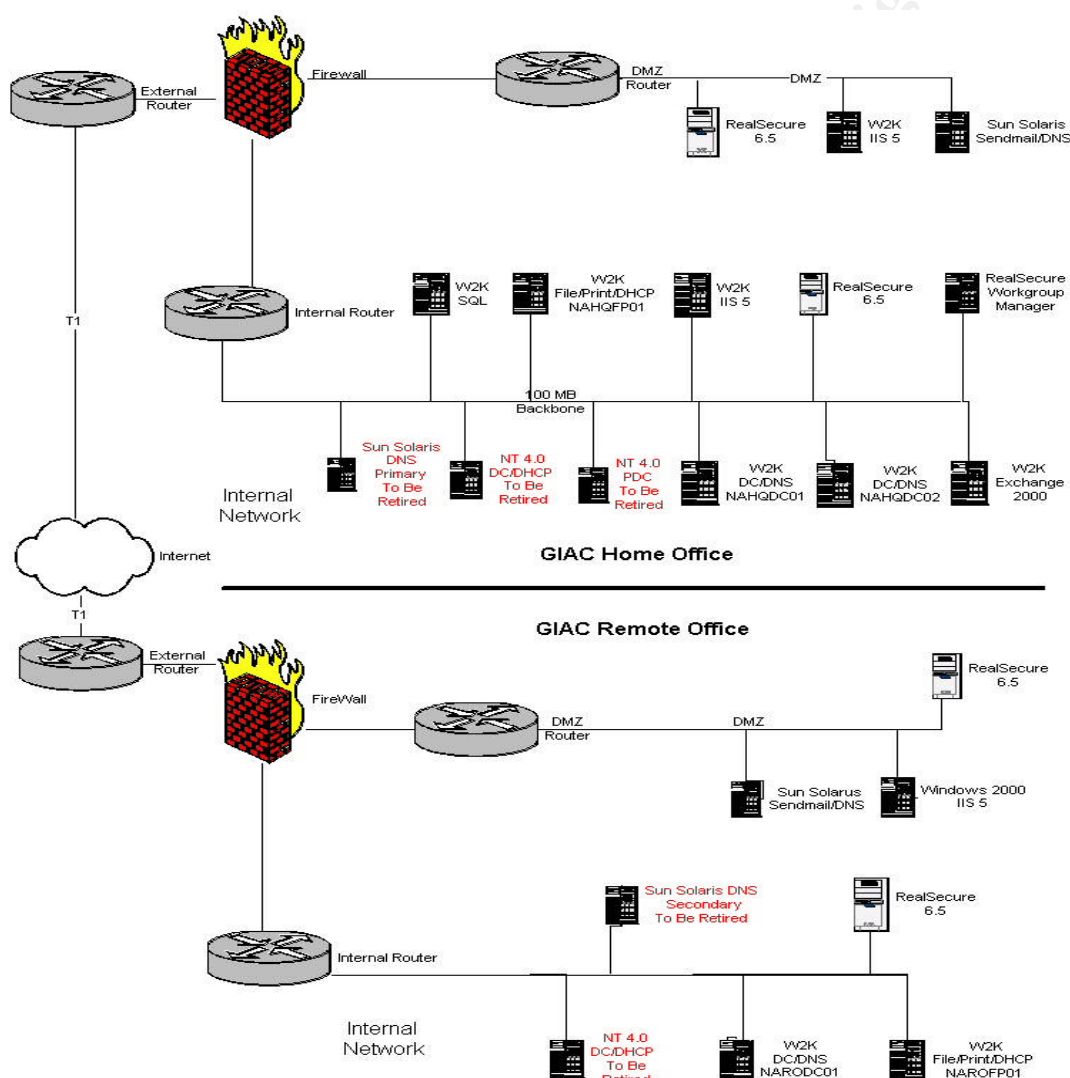 Firewall
External
Router
DMZ
Router
DMZ
RealSecure
6.5
W2K
IIS 5
Sun Solaris
Sendmail/DNS
T1
Internal Router
W2K
SQL
W2K
File/Print/DHCP
NAHQFP01
W2K
IIS 5
RealSecure
6.5
RealSecure
Workgroup
Manager
100 MB
Backbone
Internal
Network
Sun Solaris
DNS
Primary
To Be
Retired
NT 4.0
DC/DHCP
To Be
Retired
NT 4.0
PDC
To Be
Retired
W2K
DC/DNS
NAHQDC01
W2K
DC/DNS
NAHQDC02
W2K
Exchange
2000
Internet
GIAC Home Office
T1
GIAC Remote Office
External
Router
FireWall
DMZ
Router
DMZ
RealSecure
6.5
Sun Solarus
Sendmail/DNS
Windows 2000
IIS 5
Sun Solaris DNS
Secondary
To Be Retired
RealSecure
6.5
Internal Router
Internal
Network
NT 4.0
DC/DHCP
To Be
Retired
W2K
DC/DNS
NARODC01
W2K
File/Print/DHCP
NAROFP01